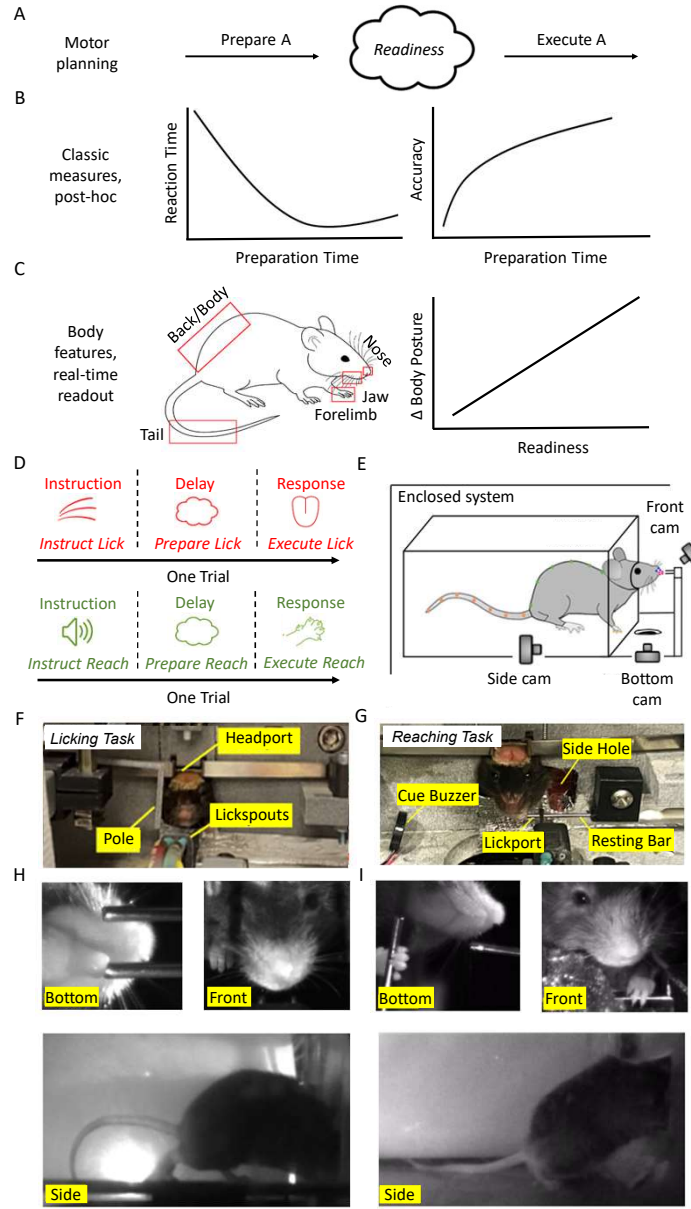 A
Motor
planning
Prepare A
Readiness
Execute A
B
Classic
measures,
post-hoc
Reaction Time
Preparation Time
Accuracy
Preparation Time
C
Body
features,
real-time
readout
Back/Body
Nose
Jaw
Forelimb
Tail
Δ Body Posture
Readiness
D
Instruction
Delay
Response
Instruct Lick
Prepare Lick
Execute Lick
One Trial
Instruction
Delay
Response
Instruct Reach
Prepare Reach
Execute Reach
One Trial
E
Enclosed system
Front
cam
Side cam
Bottom
cam
F
Licking Task
Headport
Pole
Lickspouts
G
Reaching Task
Side Hole
Cue Buzzer
Lickport
Resting Bar
H
Bottom
Front
Side
I
Bottom
Front
Side